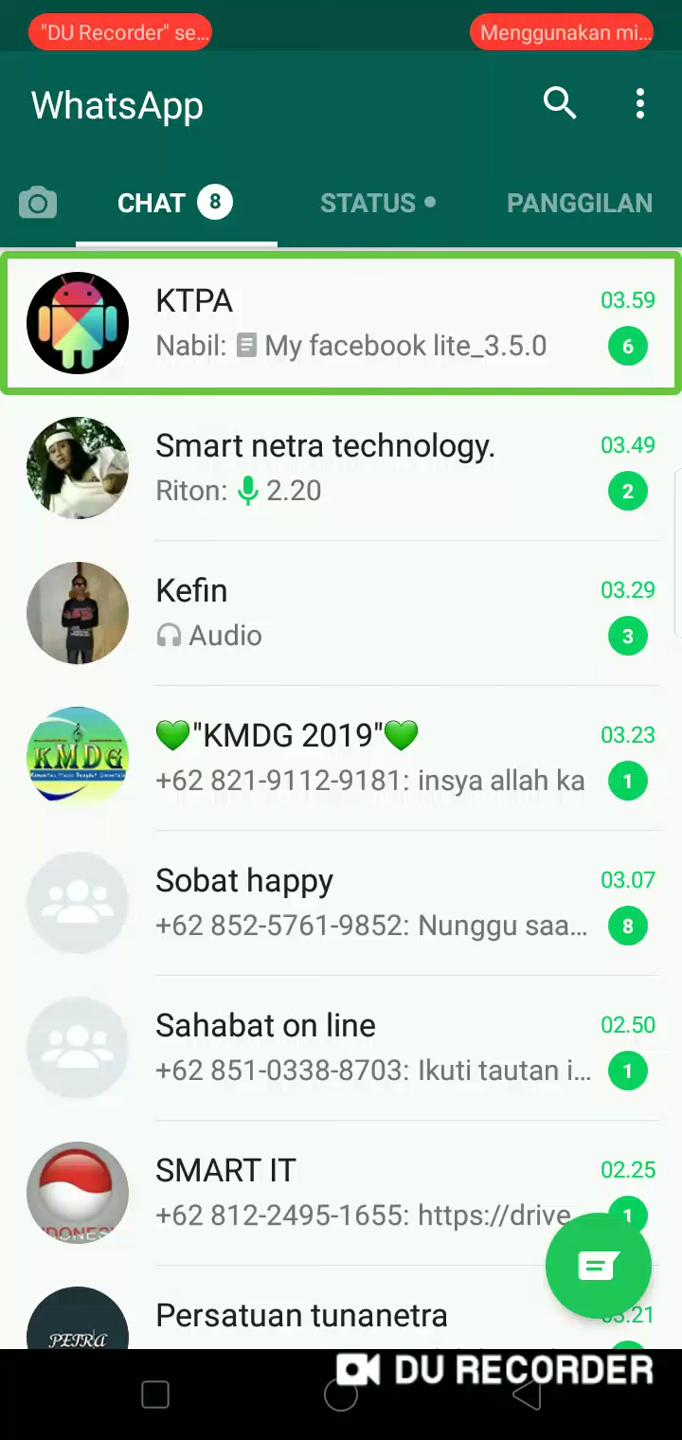 "DU Recorder" se...
Menggunakan mi...
WhatsApp
CHAT 8
STATUS
PANGGILAN
KTPA
03.59
Nabil: My facebook lite_3.5.0
6
Smart netra technology.
03.49
Riton: 2.20
2
Kefin
03.29
Audio
3
💚"KMDG 2019"💚
03.23
KMDG
+62 821-9112-9181: insya allah ka
1
Sobat happy
03.07
+62 852-5761-9852: Nunggu saa...
8
Sahabat on line
02.50
+62 851-0338-8703: Ikuti tautan i...
1
SMART IT
02.25
+62 812-2495-1655: https://drive
1
Persatuan tunanetra
03.21
PETRA
DU RECORDER